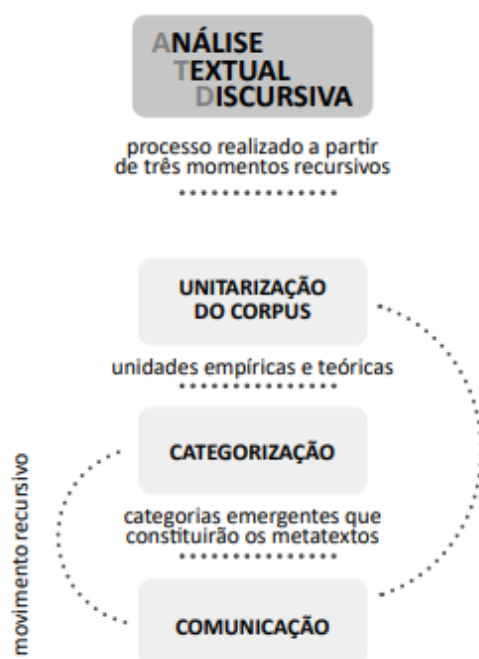 ANÁLISE
TEXTUAL
DISCURSIVA
processo realizado a partir
de três momentos recursivos
UNITARIZAÇÃO
DO CORPUS
unidades empíricas e teóricas
CATEGORIZAÇÃO
categorias emergentes que
constituirão os metatextos
COMUNICAÇÃO
movimento recursivo